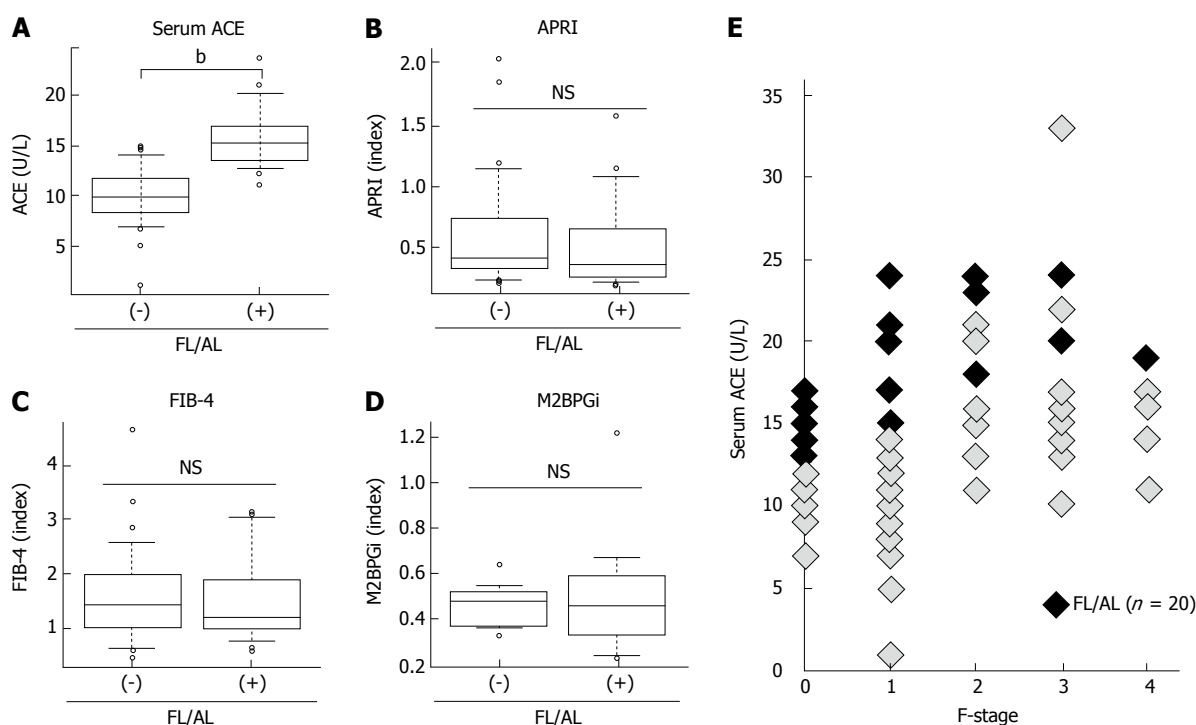 A
Serum ACE
b
ACE (U/L)
20
15
10
5
(-)
(+)
FL/AL
B
APRI
NS
APRI (index)
2.0
1.5
1.0
0.5
(-)
(+)
FL/AL
C
FIB-4
NS
FIB-4 (index)
4
3
2
1
(-)
(+)
FL/AL
D
M2BPGi
NS
M2BPGi (index)
1.2
1.0
0.8
0.6
0.4
0.2
(-)
(+)
FL/AL
E
Serum ACE (U/L)
35
30
25
20
15
10
5
0
0 1 2 3 4
F-stage
FL/AL (n = 20)